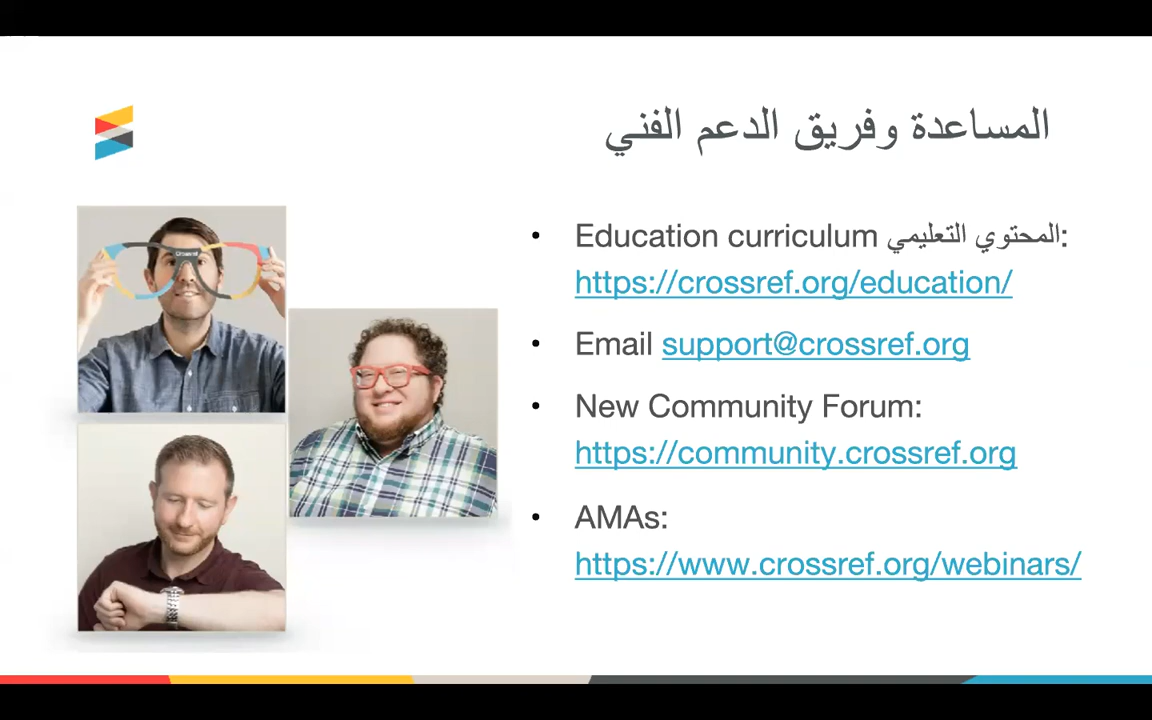 المساعدة وفريق الدعم الفني
Crossref
• Education curriculum المحتوي التعليمي:
https://crossref.org/education/
• Email support@crossref.org
• New Community Forum:
https://community.crossref.org
• AMAs:
https://www.crossref.org/webinars/